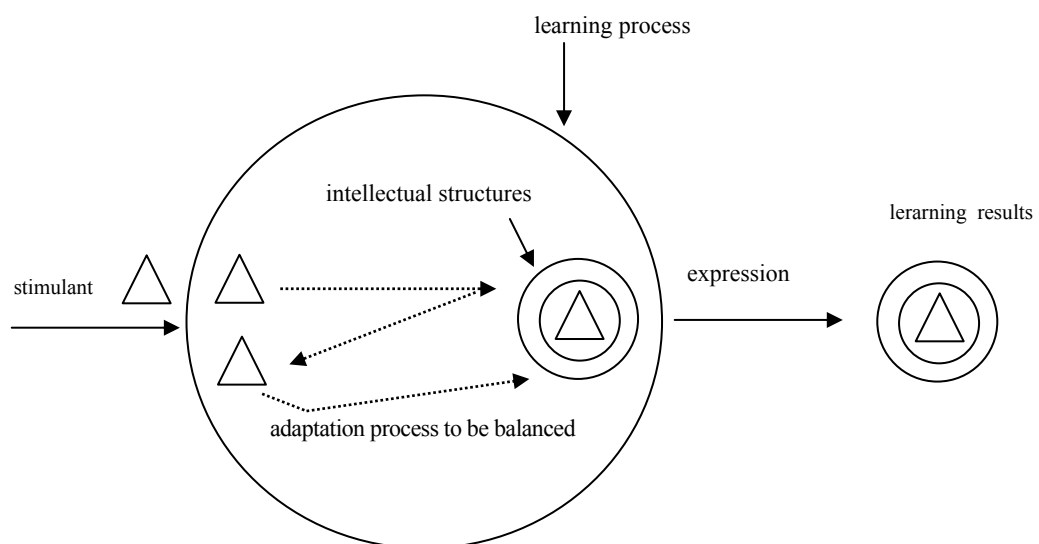 learning process
intellectual structures
lerarning results
stimulant
expression
adaptation process to be balanced